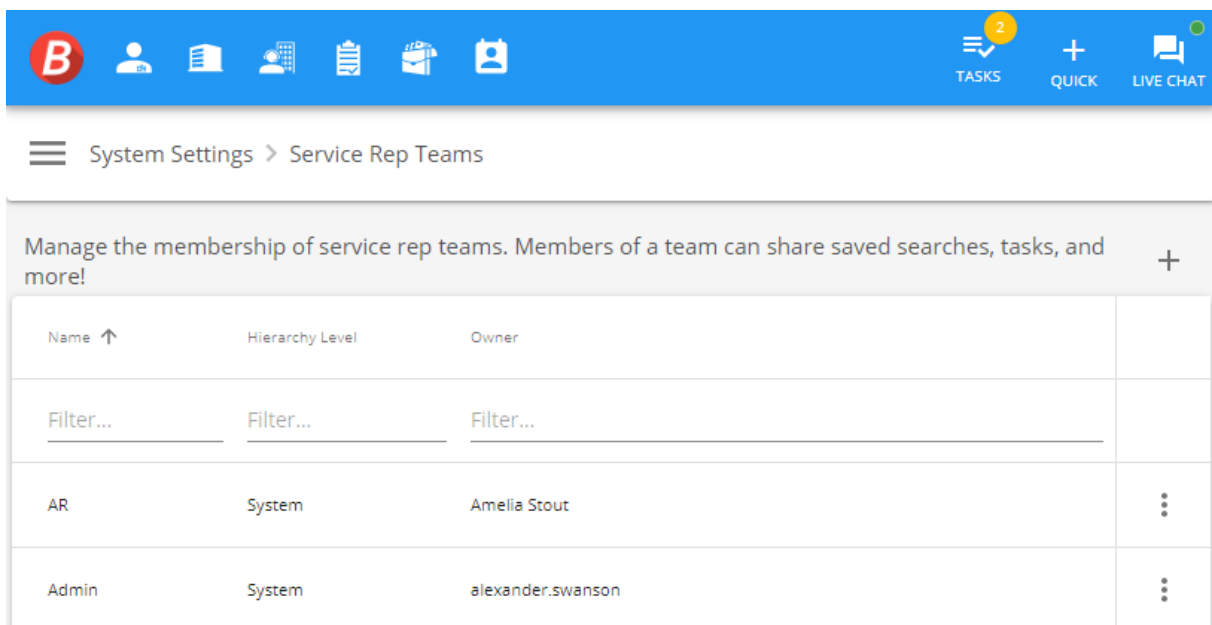 B
2
TASKS
QUICK
LIVE CHAT
System Settings > Service Rep Teams
Manage the membership of service rep teams. Members of a team can share saved searches, tasks, and
more!
Name Hierarchy Level Owner
Filter... Filter... Filter...
AR System Amelia Stout
Admin System alexander.swanson